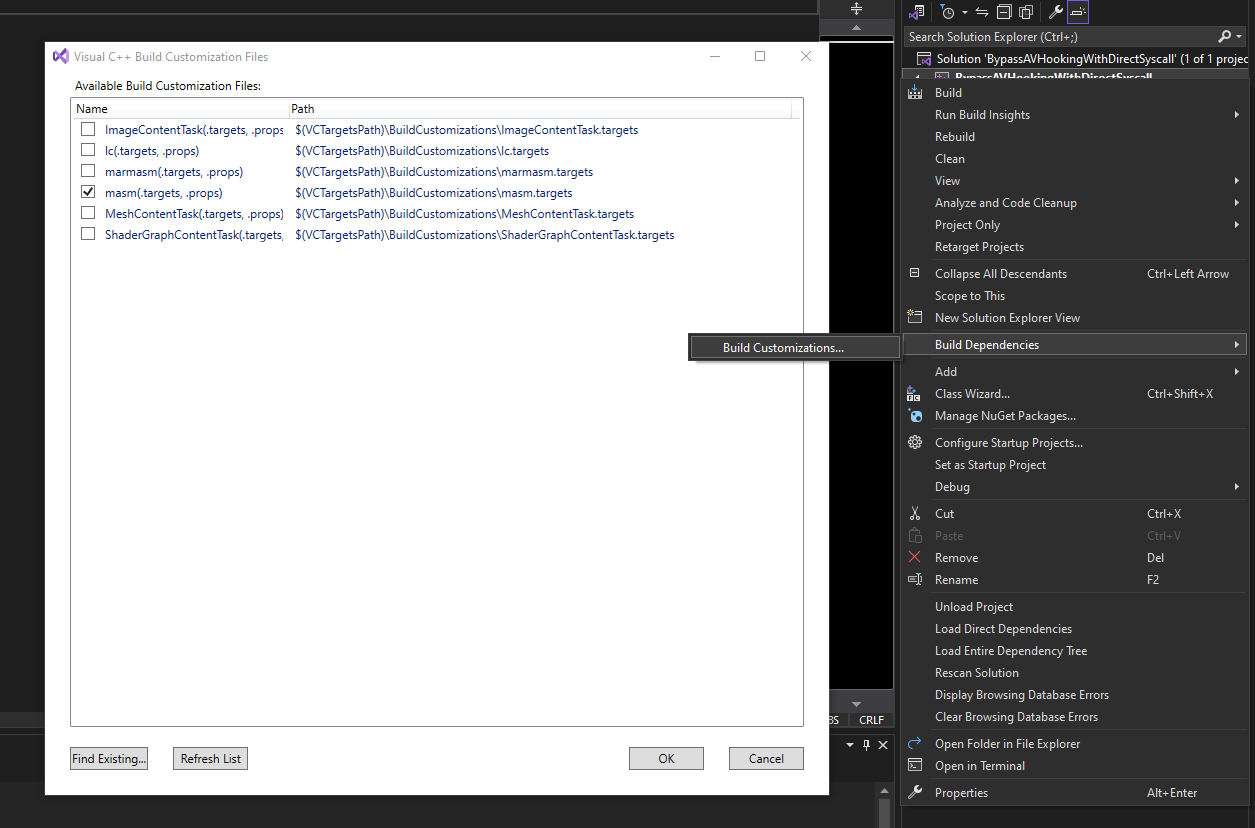 Search Solution Explorer (Ctrl+;)
Solution 'BypassAVHookingWithDirectSyscall' (1 of 1 projec
BypassAVHookingWithDirectSyscall
Visual C++ Build Customization Files
Available Build Customization Files:
Name Path
ImageContentTask(.targets, .props $(VCTargetsPath)\BuildCustomizations\ImageContentTask.targets
lc(.targets, .props) $(VCTargetsPath)\BuildCustomizations\lc.targets
marmasm(.targets, .props) $(VCTargetsPath)\BuildCustomizations\marmasm.targets
masm(.targets, .props) $(VCTargetsPath)\BuildCustomizations\masm.targets
MeshContentTask(.targets, .props) $(VCTargetsPath)\BuildCustomizations\MeshContentTask.targets
ShaderGraphContentTask(.targets, $(VCTargetsPath)\BuildCustomizations\ShaderGraphContentTask.targets
Find Existing...
Refresh List
OK
Cancel
BS
CRLF
Build Customizations...
Build
Run Build Insights
Rebuild
Clean
View
Analyze and Code Cleanup
Project Only
Retarget Projects
Collapse All Descendants Ctrl+Left Arrow
Scope to This
New Solution Explorer View
Build Dependencies
Add
Class Wizard... Ctrl+Shift+X
Manage NuGet Packages...
Configure Startup Projects...
Set as Startup Project
Debug
Cut Ctrl+X
Paste Ctrl+V
Remove Del
Rename F2
Unload Project
Load Direct Dependencies
Load Entire Dependency Tree
Rescan Solution
Display Browsing Database Errors
Clear Browsing Database Errors
Open Folder in File Explorer
Open in Terminal
Properties Alt+Enter